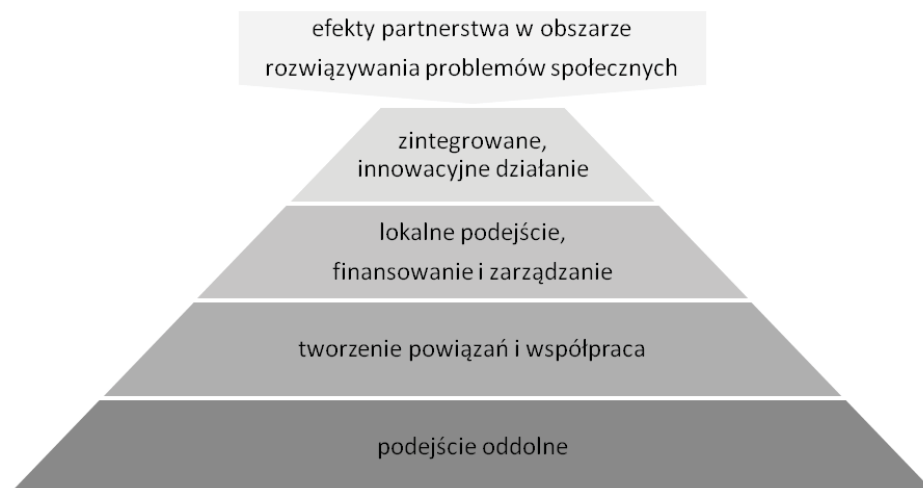 efekty partnerstwa w obszarze
rozwiązywania problemów społecznych
zintegrowane,
innowacyjne działanie
lokalne podejście,
finansowanie i zarządzanie
tworzenie powiązań i współpraca
podejście oddolne